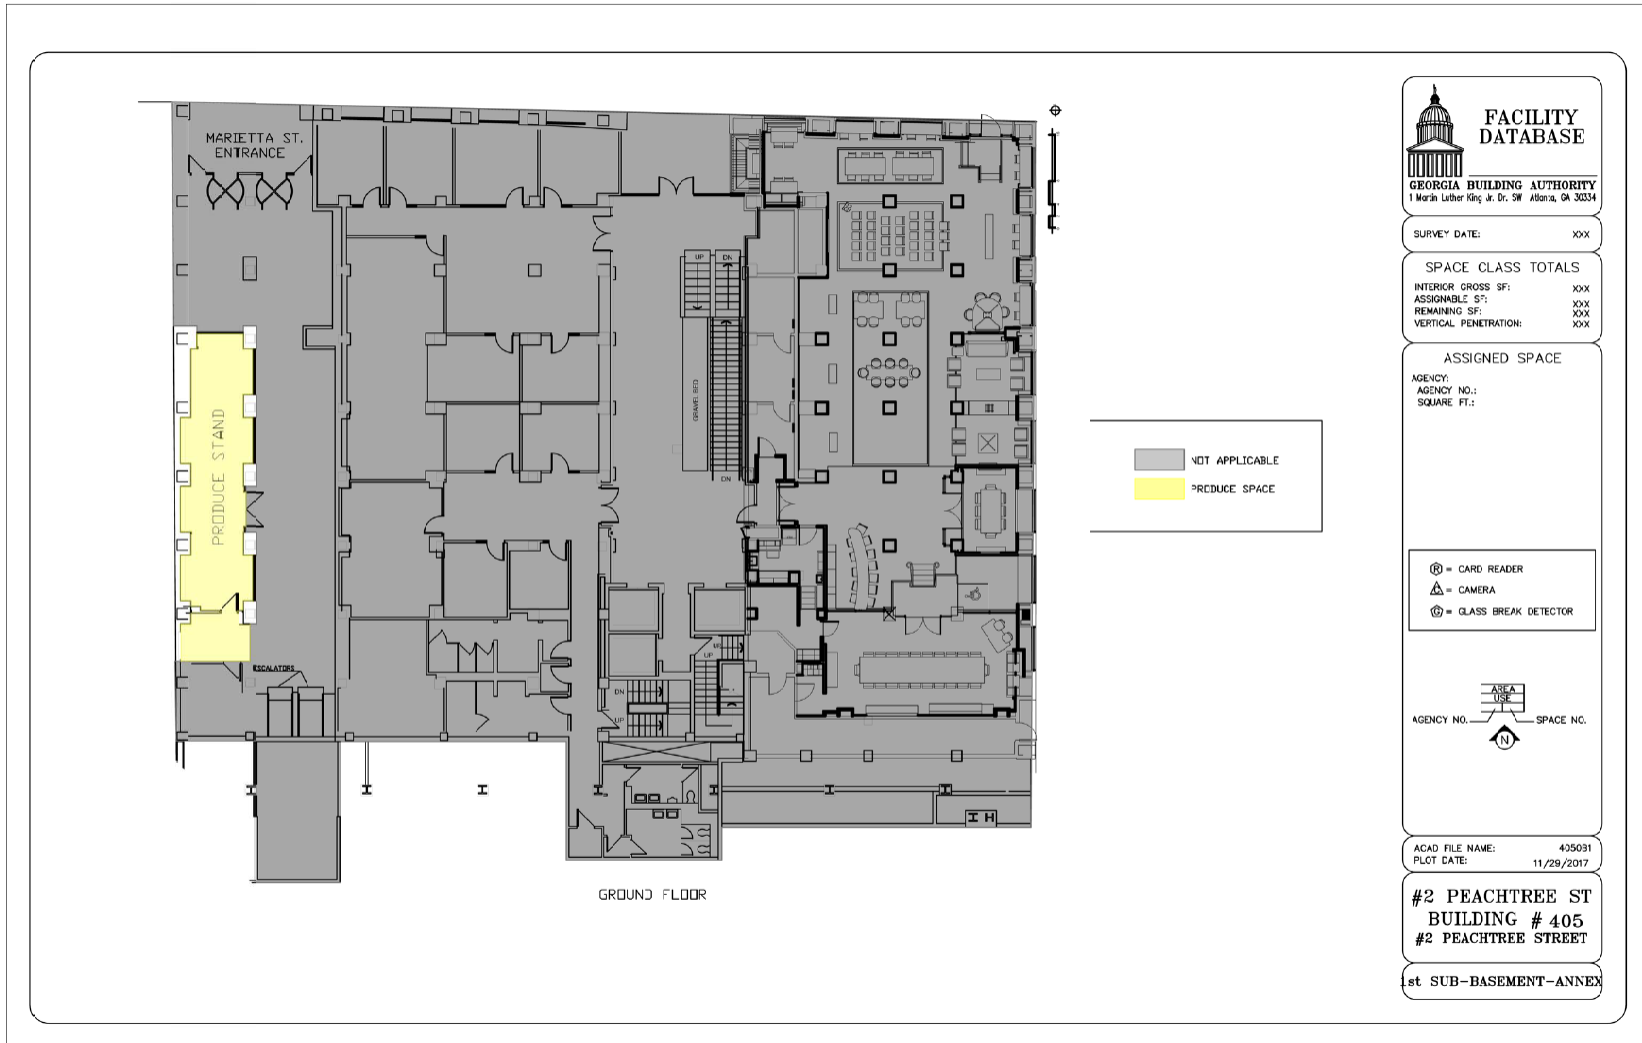 MARIETTA ST.
ENTRANCE
UP
DN
GRAVEL BED
DN
PRODUCE STAND
ESCALATORS
UP
UP
DN
UP
GROUND FLOOR
NOT APPLICABLE
PRODUCE SPACE
FACILITY
DATABASE
GEORGIA BUILDING AUTHORITY
1 Martin Luther King Jr. Dr. SW Atlanta, GA 30334
SURVEY DATE: XXX
SPACE CLASS TOTALS
INTERIOR GROSS SF: XXX
ASSIGNABLE SF: XXX
REMAINING SF: XXX
VERTICAL PENETRATION: XXX
ASSIGNED SPACE
AGENCY:
AGENCY NO.:
SQUARE FT.:
R = CARD READER
C = CAMERA
G = GLASS BREAK DETECTOR
AREA
USE
AGENCY NO. SPACE NO.
N
ACAD FILE NAME: 405031
PLOT DATE: 11/29/2017
#2 PEACHTREE ST
BUILDING # 405
#2 PEACHTREE STREET
1st SUB-BASEMENT-ANNEX